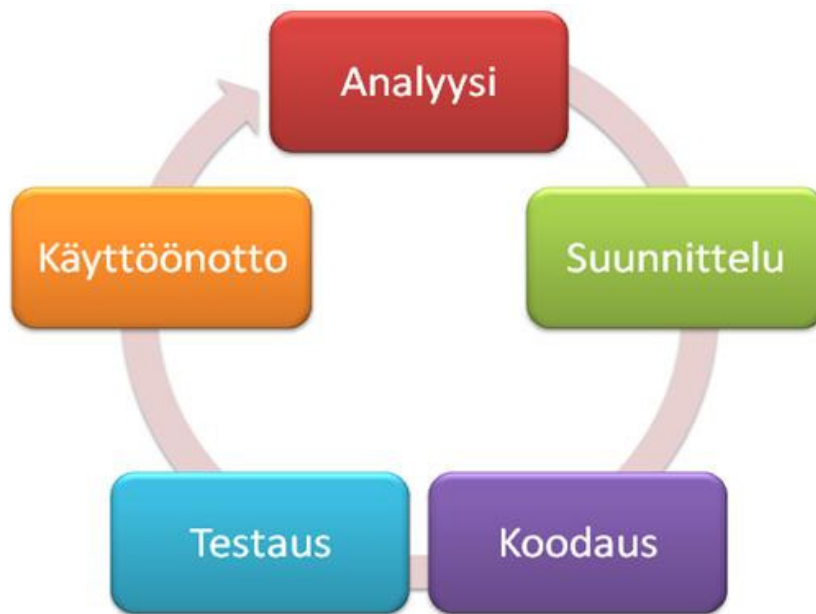 Analyysi
Suunnittelu
Koodaus
Testaus
Käyttöönotto